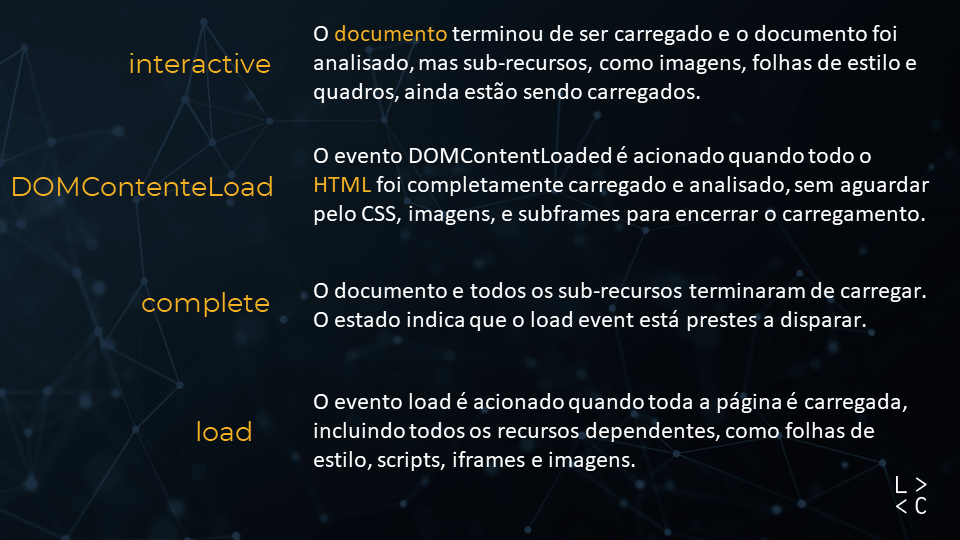 interactive
O documento terminou de ser carregado e o documento foi
analisado, mas sub-recursos, como imagens, folhas de estilo e
quadros, ainda estão sendo carregados.
DOMContenteLoad
O evento DOMContentLoaded é acionado quando todo o
HTML foi completamente carregado e analisado, sem aguardar
pelo CSS, imagens, e subframes para encerrar o carregamento.
complete
O documento e todos os sub-recursos terminaram de carregar.
O estado indica que o load event está prestes a disparar.
load
O evento load é acionado quando toda a página é carregada,
incluindo todos os recursos dependentes, como folhas de
estilo, scripts, iframes e imagens.
L >
< C